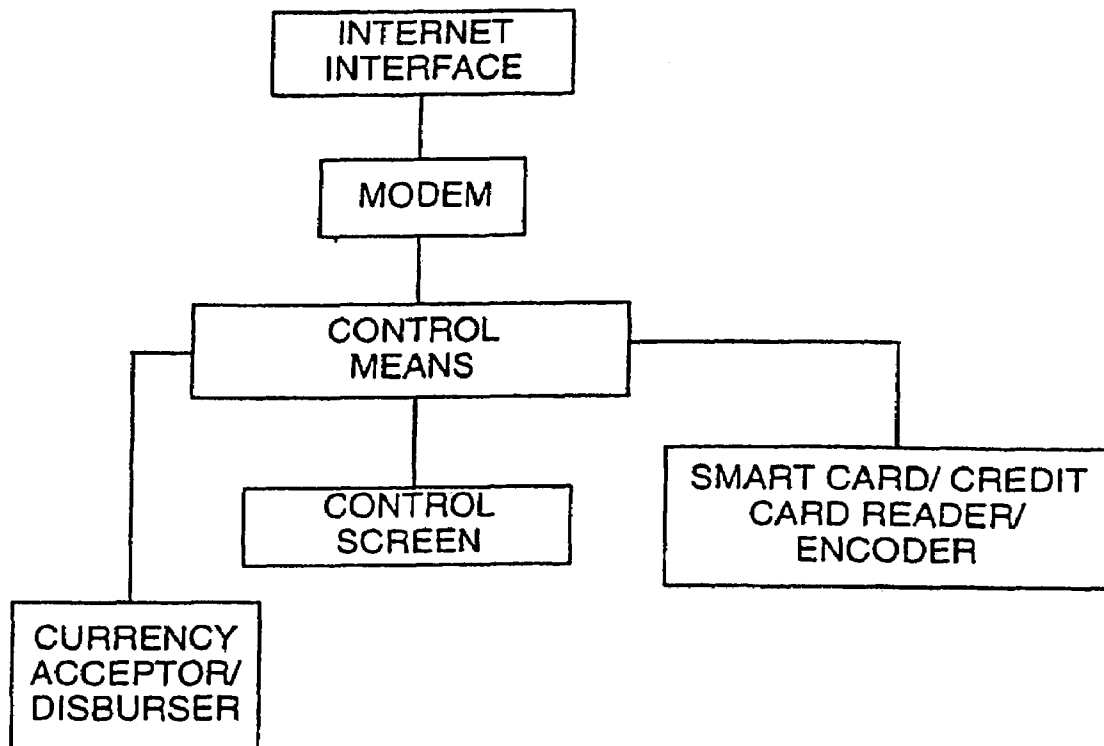 INTERNET
INTERFACE
MODEM
CONTROL
MEANS
CONTROL
SCREEN
SMART CARD/ CREDIT
CARD READER/
ENCODER
CURRENCY
ACCEPTOR/
DISBURSER